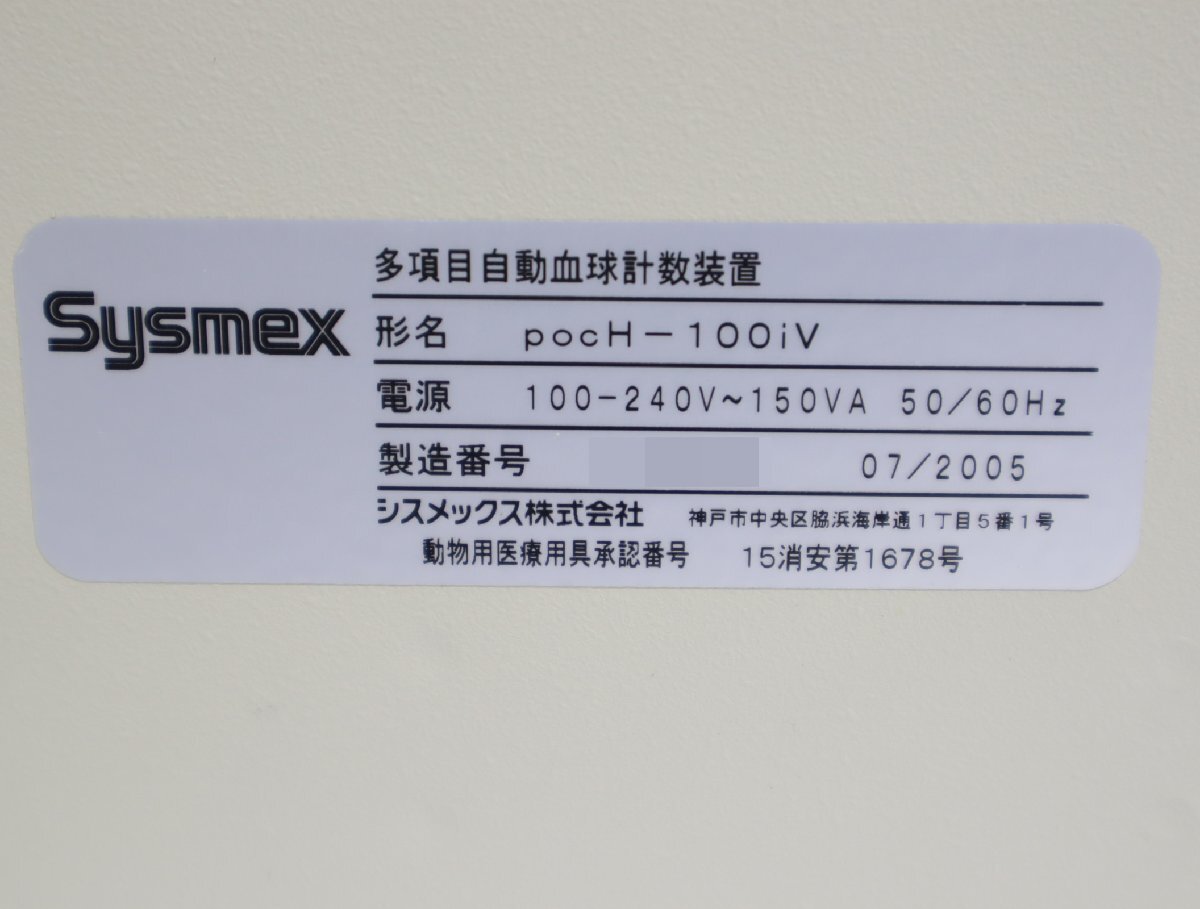 Sysmex
多項目自動血球計数装置
形名 pocH-100iV
電源 100-240V~150VA 50/60Hz
製造番号 07/2005
シスメックス株式会社 神戸市中央区脇浜海岸通1丁目5番1号
動物用医療用具承認番号 15消安第1678号